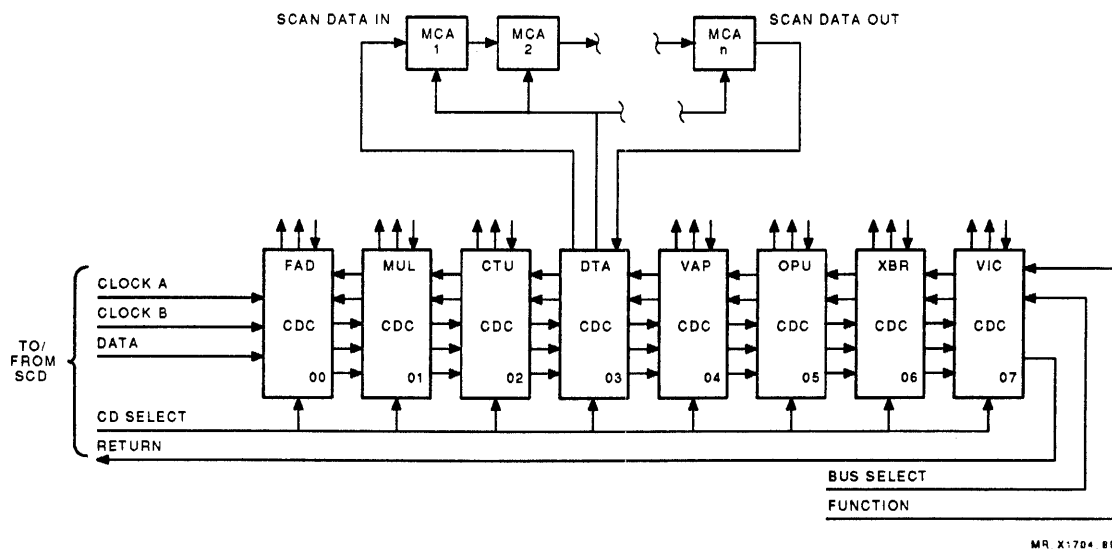 SCAN DATA IN
MCA
1
MCA
2
MCA
n
SCAN DATA OUT
FAD
CDC
00
MUL
CDC
01
CTU
CDC
02
DTA
CDC
03
VAP
CDC
04
OPU
CDC
05
XBR
CDC
06
VIC
CDC
07
TO/
FROM
SCD
CLOCK A
CLOCK B
DATA
CD SELECT
RETURN
BUS SELECT
FUNCTION